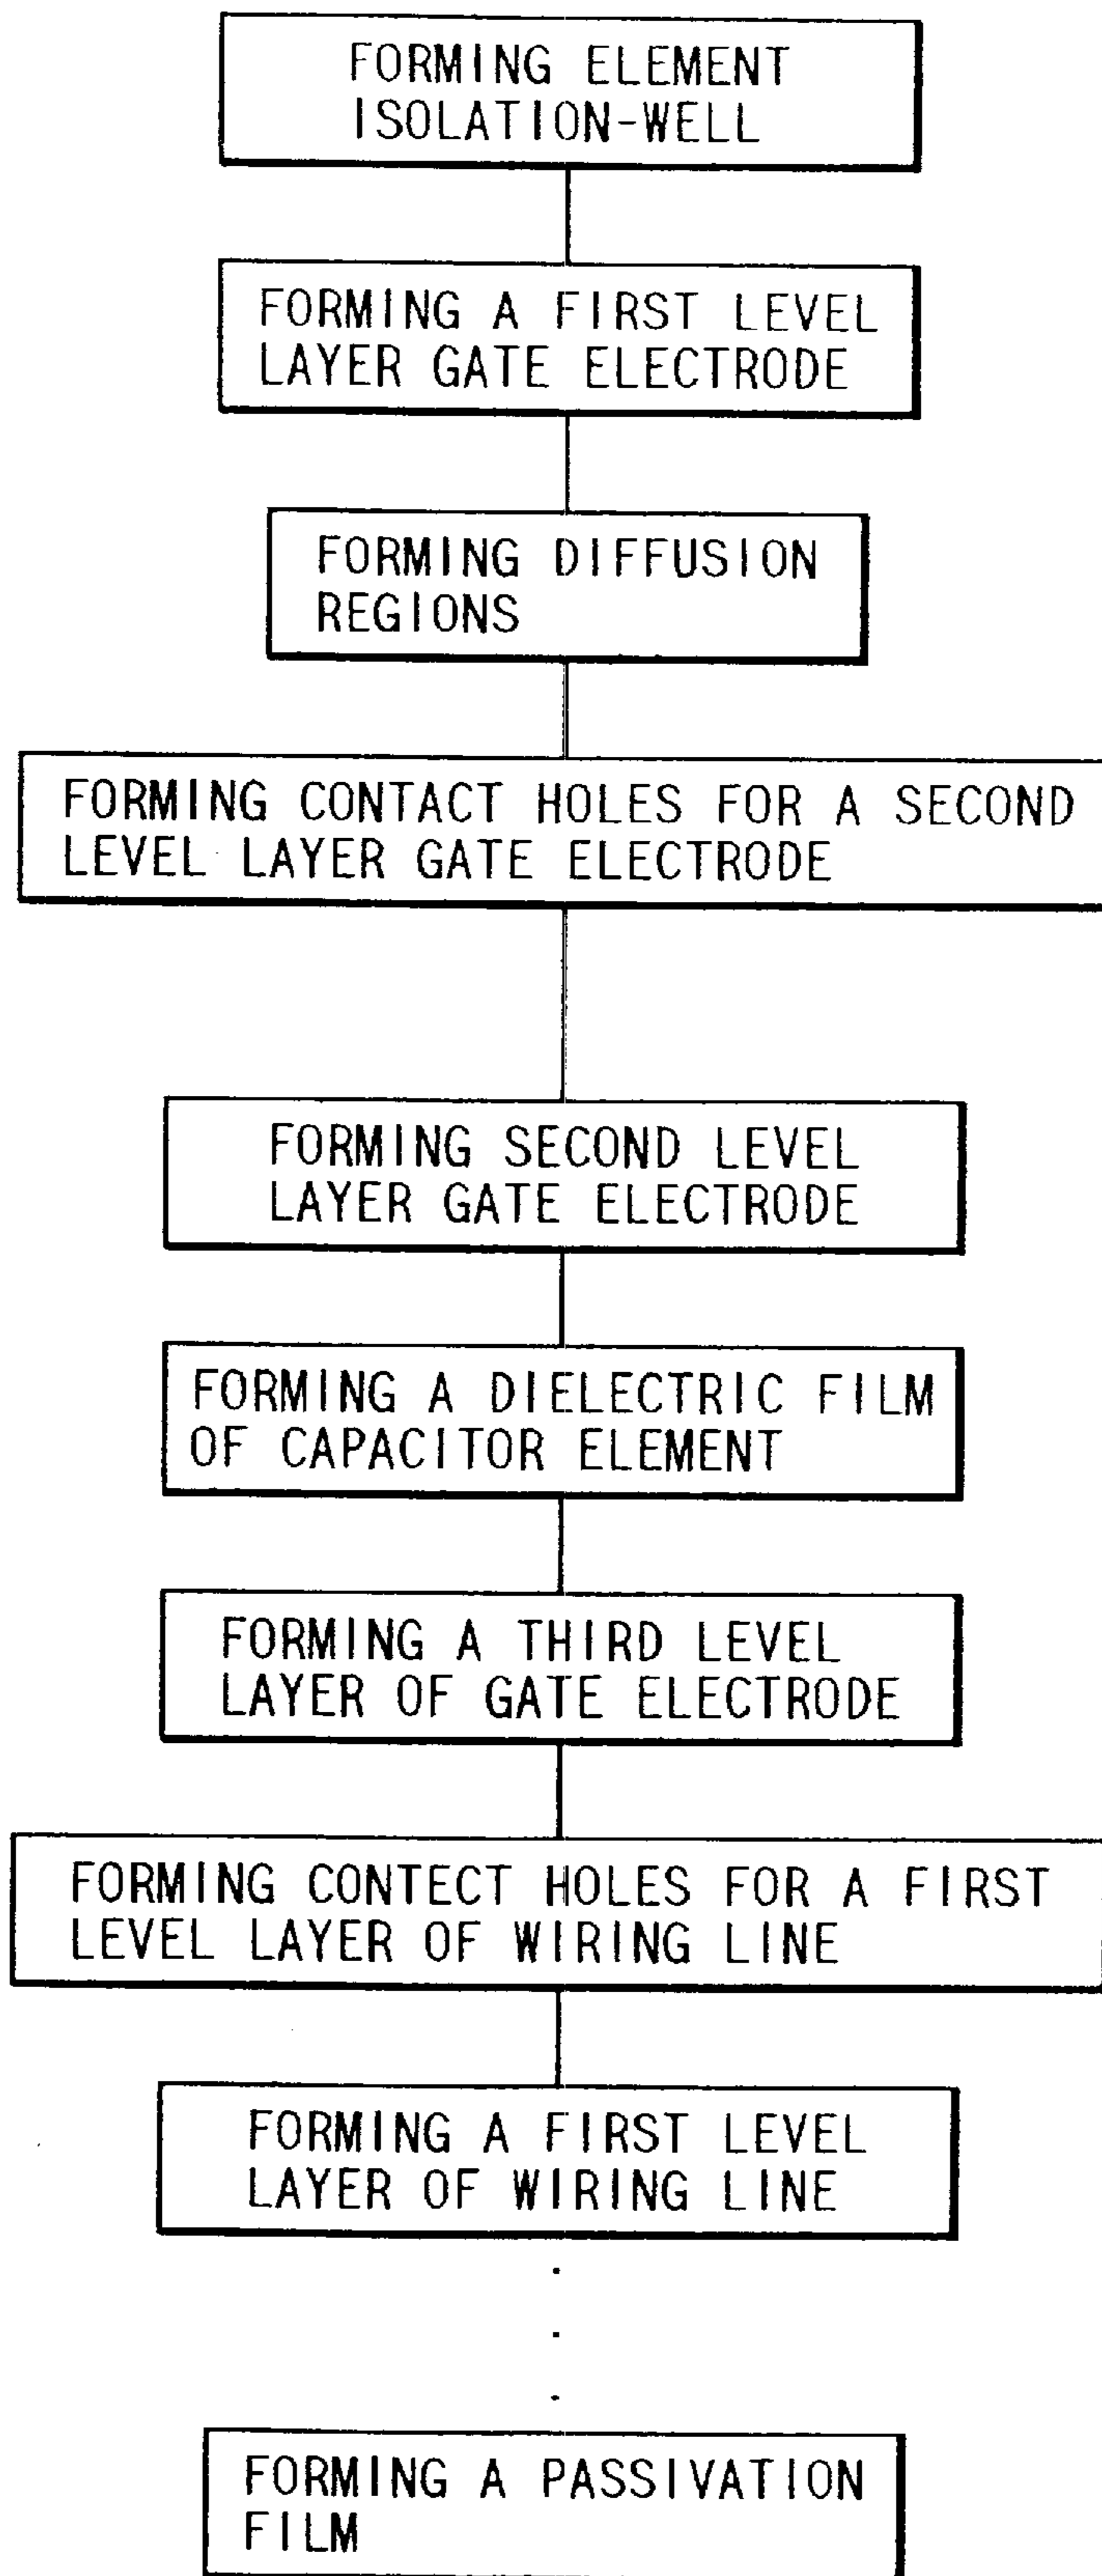 FORMING ELEMENT
ISOLATION-WELL
FORMING A FIRST LEVEL
LAYER GATE ELECTRODE
FORMING DIFFUSION
REGIONS
FORMING CONTACT HOLES FOR A SECOND
LEVEL LAYER GATE ELECTRODE
FORMING SECOND LEVEL
LAYER GATE ELECTRODE
FORMING A DIELECTRIC FILM
OF CAPACITOR ELEMENT
FORMING A THIRD LEVEL
LAYER OF GATE ELECTRODE
FORMING CONTECT HOLES FOR A FIRST
LEVEL LAYER OF WIRING LINE
FORMING A FIRST LEVEL
LAYER OF WIRING LINE
FORMING A PASSIVATION
FILM